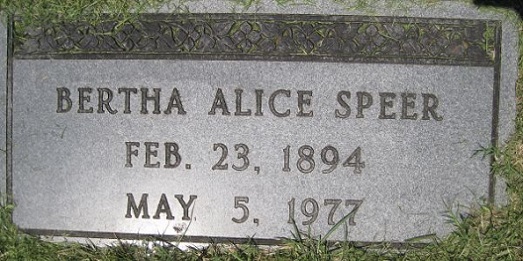 BERTHA ALICE SPEER
FEB. 23, 1894
MAY 5, 1977